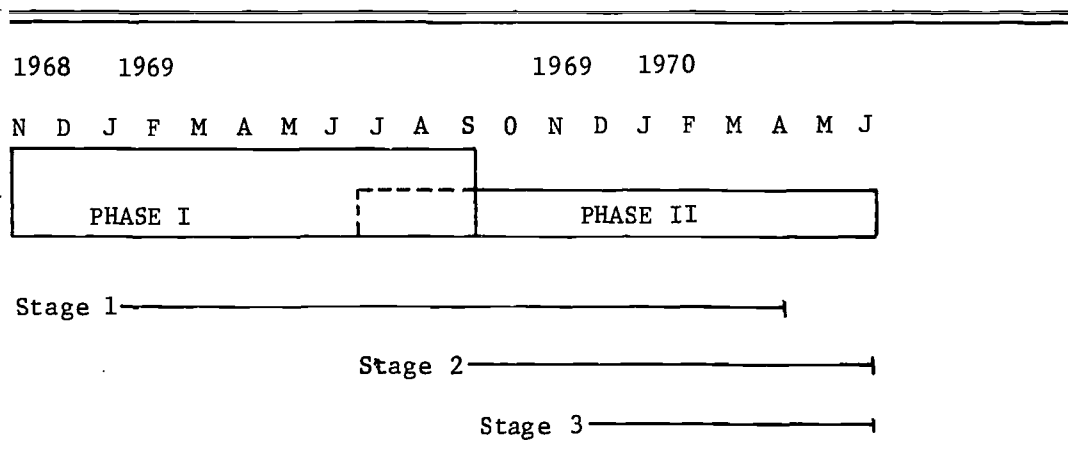 1968 1969 1969 1970
N D J F M A M J J A S O N D J F M A M J
PHASE I PHASE II
Stage 1
Stage 2
Stage 3